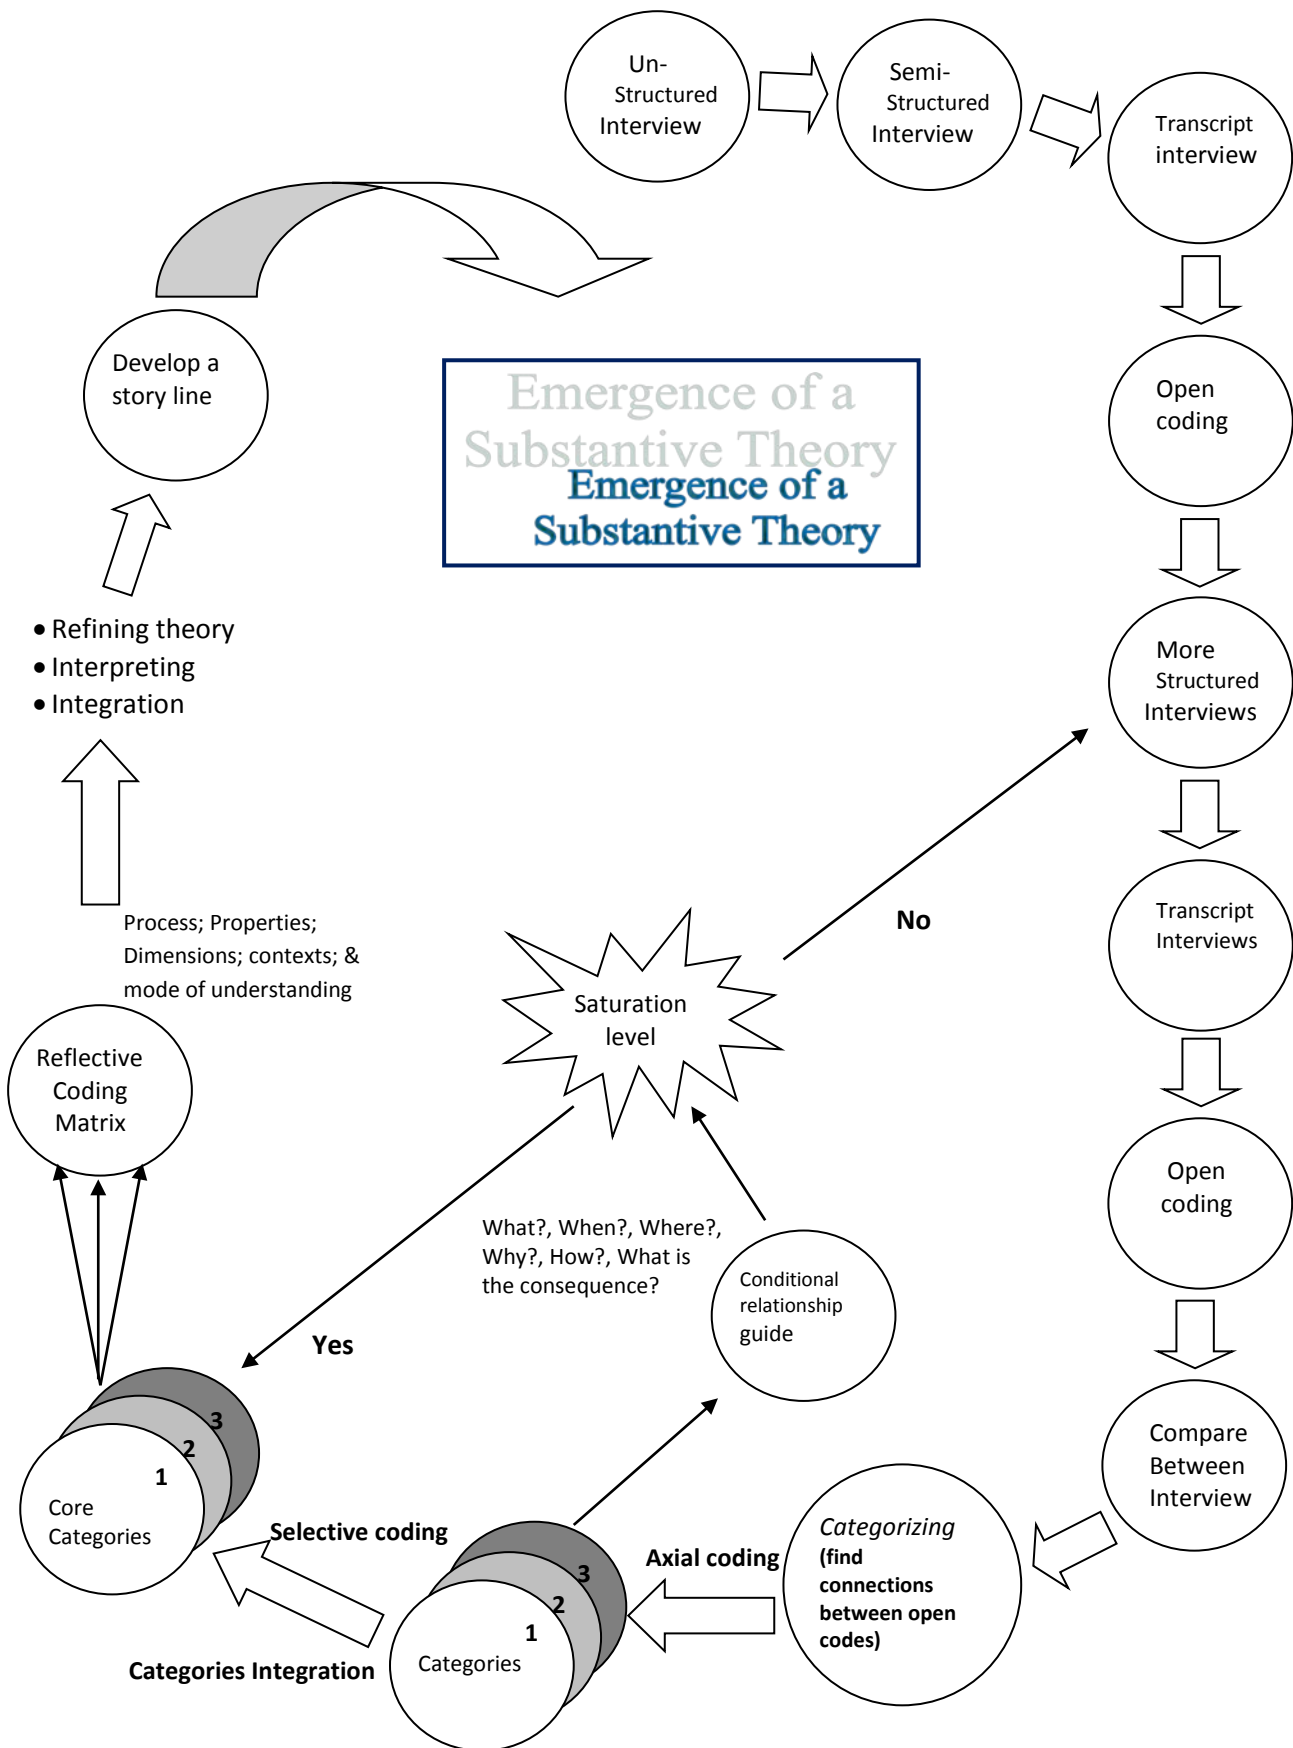 Un-
Structured
Interview
Semi-
Structured
Interview
Transcript
interview
Open
coding
More
Structured
Interviews
Transcript
Interviews
Open
coding
Compare
Between
Interview
Categorizing
(find
connections
between open
codes)
Axial coding
3
2
1
Categories
Conditional
relationship
guide
What?, When?, Where?,
Why?, How?, What is
the consequence?
Saturation
level
No
Yes
Selective coding
Categories Integration
3
2
1
Core
Categories
Reflective
Coding
Matrix
Process; Properties;
Dimensions; contexts; &
mode of understanding
• Refining theory
• Interpreting
• Integration
Develop a
story line
Emergence of a
Substantive Theory
Emergence of a
Substantive Theory